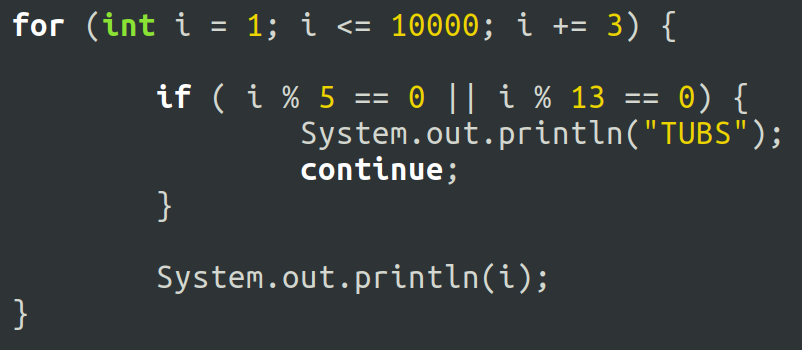 for (int i = 1; i <= 10000; i += 3) {
if ( i % 5 == 0 || i % 13 == 0) {
System.out.println("TUBS");
continue;
}
System.out.println(i);
}